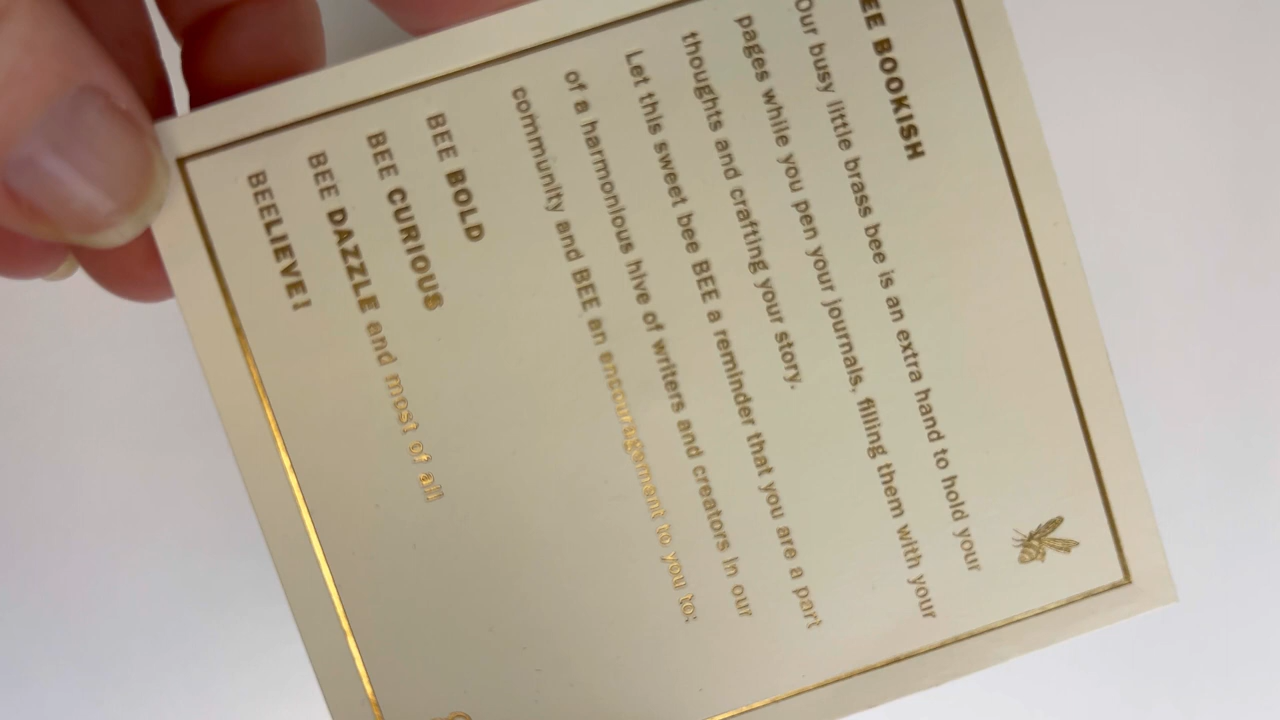 EE BOOKISH
Our busy little brass bee is an extra hand to hold your
pages while you pen your journals, filling them with your
thoughts and crafting your story.
Let this sweet bee BEE a reminder that you are a part
of a harmonious hive of writers and creators in our
community and BEE an encouragement to you to:
BEE BOLD
BEE CURIOUS
BEE DAZZLE and most of all
BEELIEVE!